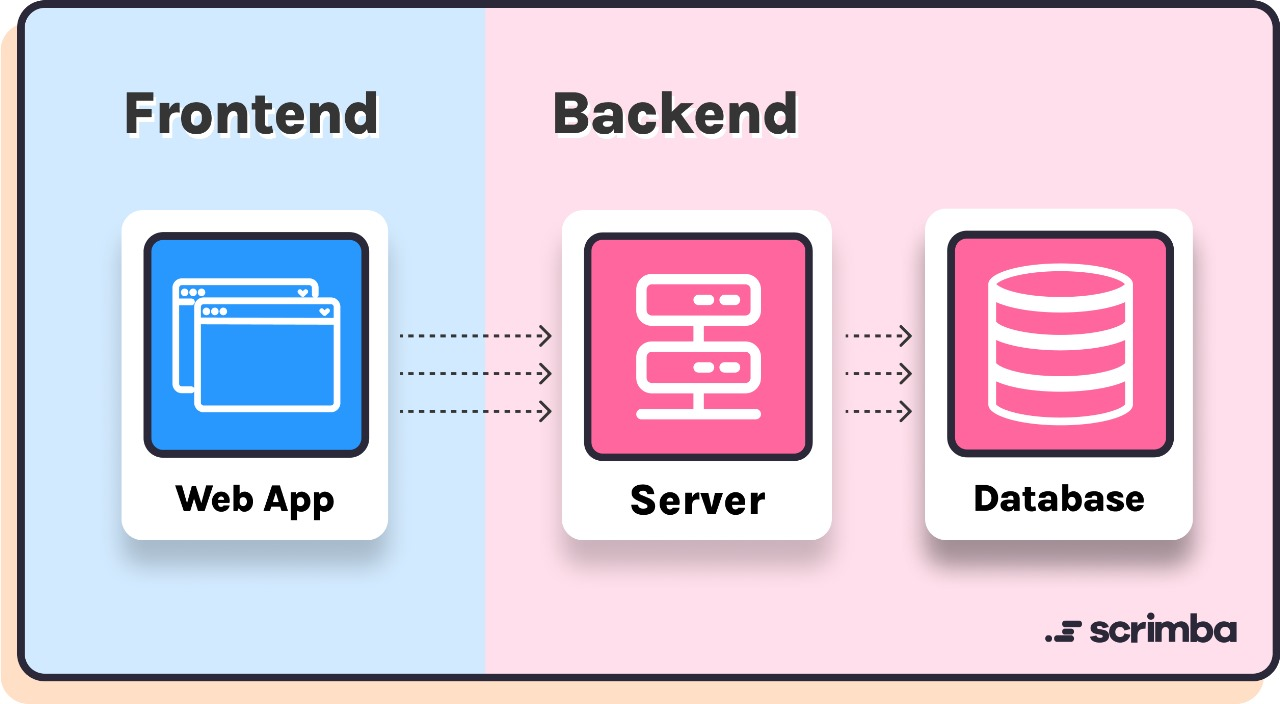 Frontend
Backend
Web App
Server
Database
scrimba